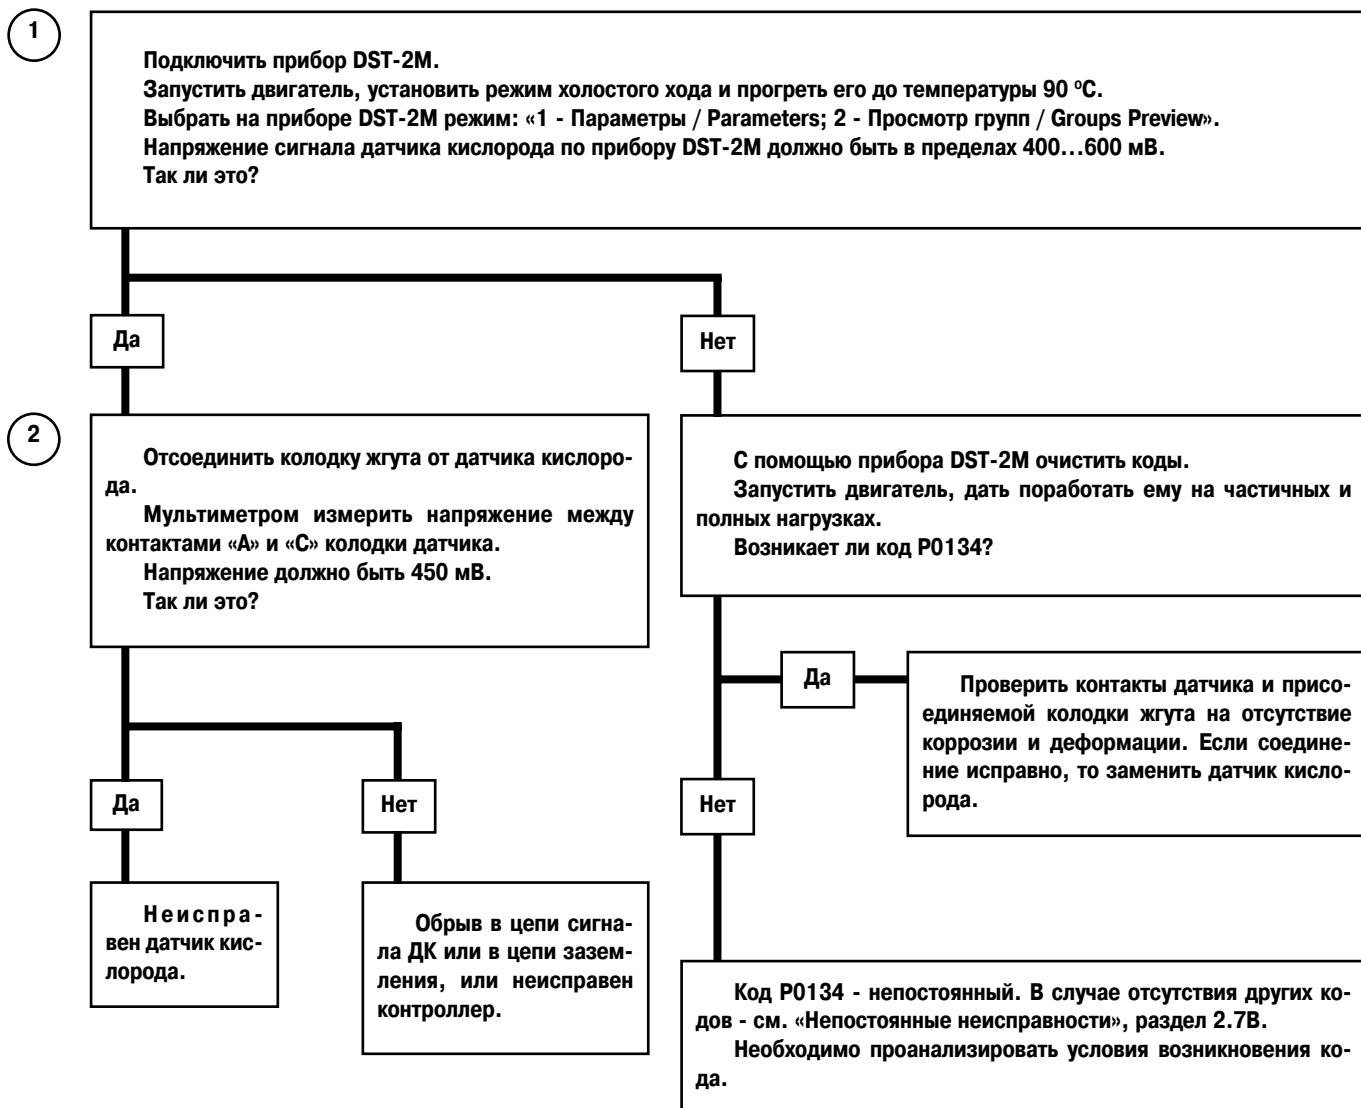 1
Подключить прибор DST-2M.
Запустить двигатель, установить режим холостого хода и прогреть его до температуры 90 ºС.
Выбрать на приборе DST-2M режим: «1 - Параметры / Parameters; 2 - Просмотр групп / Groups Preview».
Напряжение сигнала датчика кислорода по прибору DST-2M должно быть в пределах 400...600 мВ.
Так ли это?
Да
Нет
2
Отсоединить колодку жгута от датчика кислоро-
да.
Мультиметром измерить напряжение между
контактами «А» и «С» колодки датчика.
Напряжение должно быть 450 мВ.
Так ли это?
С помощью прибора DST-2M очистить коды.
Запустить двигатель, дать поработать ему на частичных и
полных нагрузках.
Возникает ли код Р0134?
Да
Проверить контакты датчика и присо-
единяемой колодки жгута на отсутствие
коррозии и деформации. Если соедине-
ние исправно, то заменить датчик кисло-
рода.
Да
Нет
Нет
Неиспра-
вен датчик кис-
лорода.
Обрыв в цепи сигна-
ла ДК или в цепи зазем-
ления, или неисправен
контроллер.
Код Р0134 - непостоянный. В случае отсутствия других ко-
дов - см. «Непостоянные неисправности», раздел 2.7В.
Необходимо проанализировать условия возникновения ко-
да.